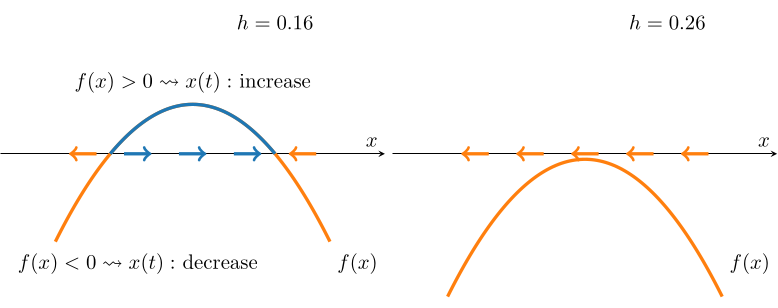 h = 0.16
f(x) > 0 ⇝ x(t) : increase
x
f(x) < 0 ⇝ x(t) : decrease
f(x)
h = 0.26
x
f(x)